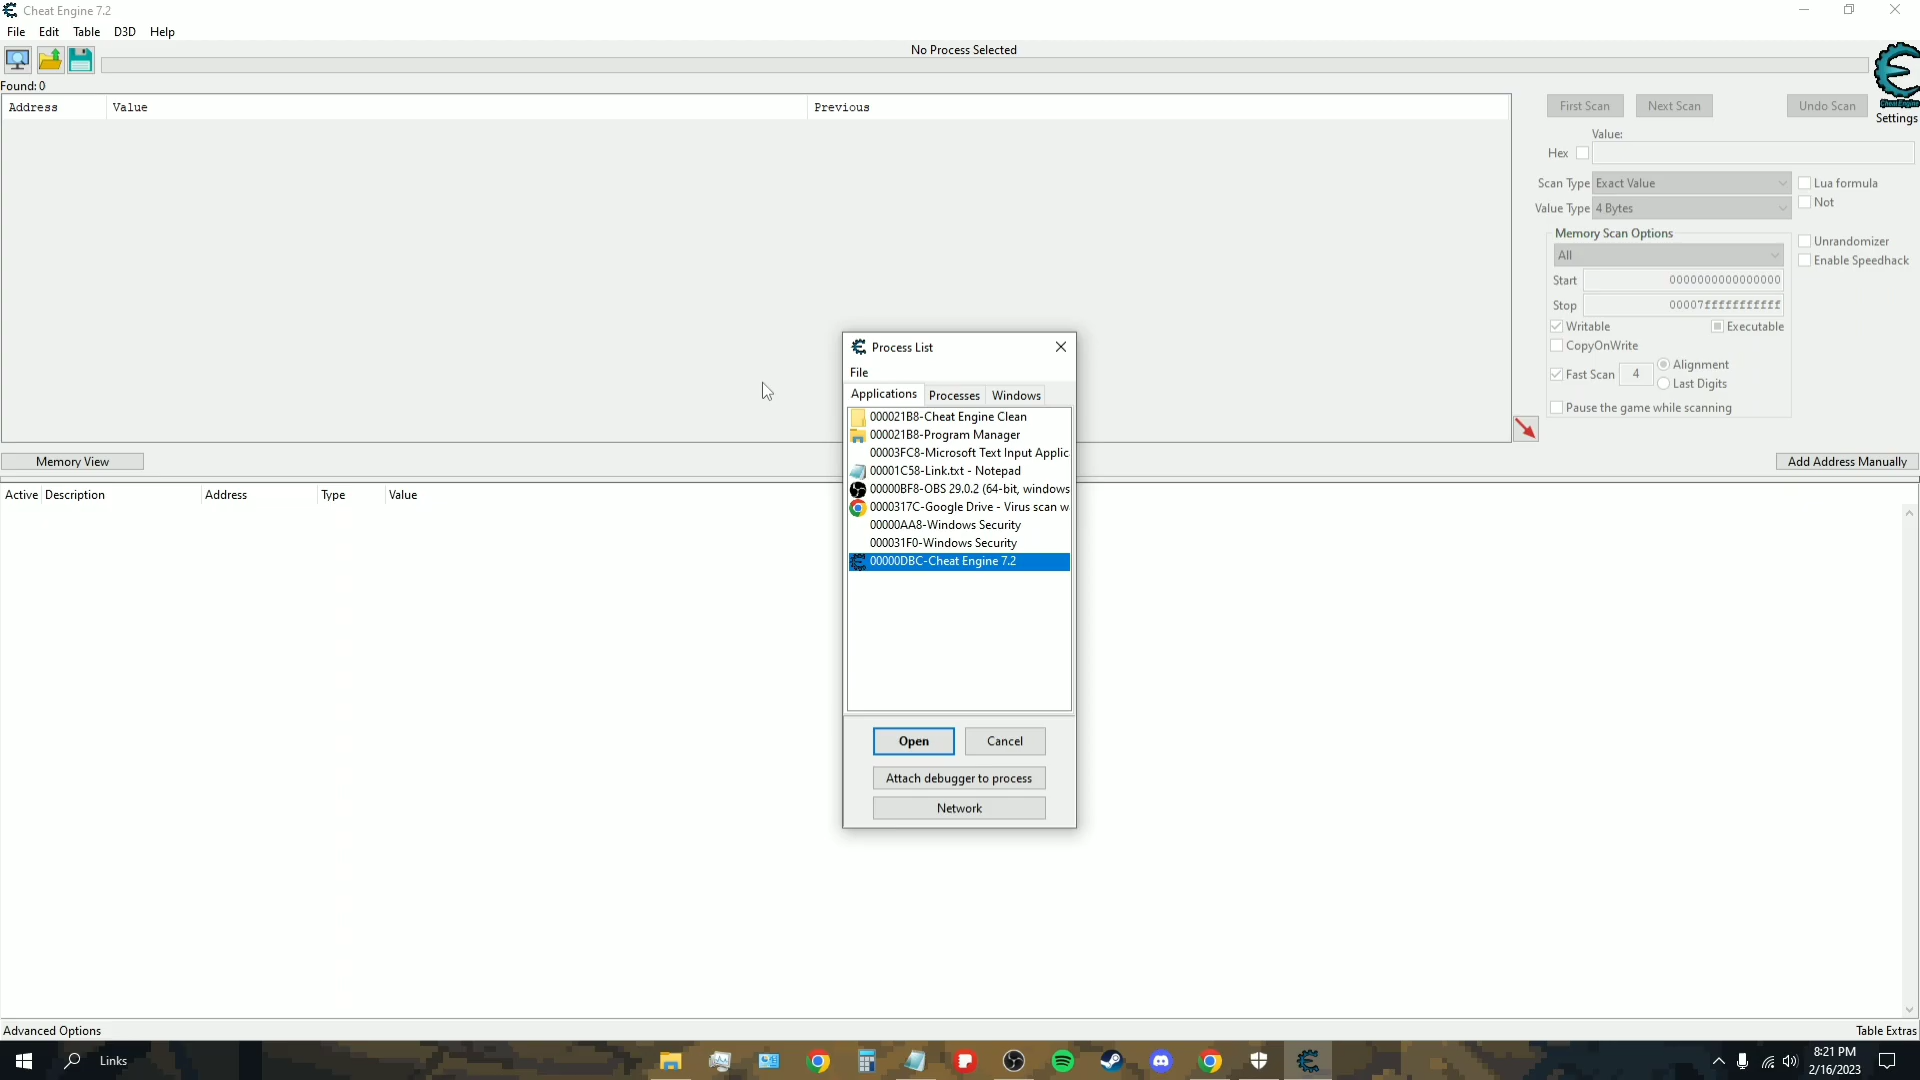 Cheat Engine 7.2
File Edit Table D3D Help
No Process Selected
Found: 0
Address Value Previous
First Scan Next Scan Undo Scan
Cheat Engine
Settings
Value:
Hex
Scan Type Exact Value Lua formula
Value Type 4 Bytes Not
Memory Scan Options
All
Unrandomizer
Enable Speedhack
Start 0000000000000000
Stop 00007fffffffffff
Writable Executable
CopyOnWrite
Fast Scan 4 Alignment
Last Digits
Pause the game while scanning
Memory View
Add Address Manually
Process List
File
Applications Processes Windows
000021B8-Cheat Engine Clean
000021B8-Program Manager
00003FC8-Microsoft Text Input Applic
00001C58-Link.txt - Notepad
00000BF8-OBS 29.0.2 (64-bit, windows
0000317C-Google Drive - Virus scan w
00000AA8-Windows Security
000031F0-Windows Security
00000DBC-Cheat Engine 7.2
Open Cancel
Attach debugger to process
Network
Active Description Address Type Value
Advanced Options
Table Extras
Links
8:21 PM
2/16/2023